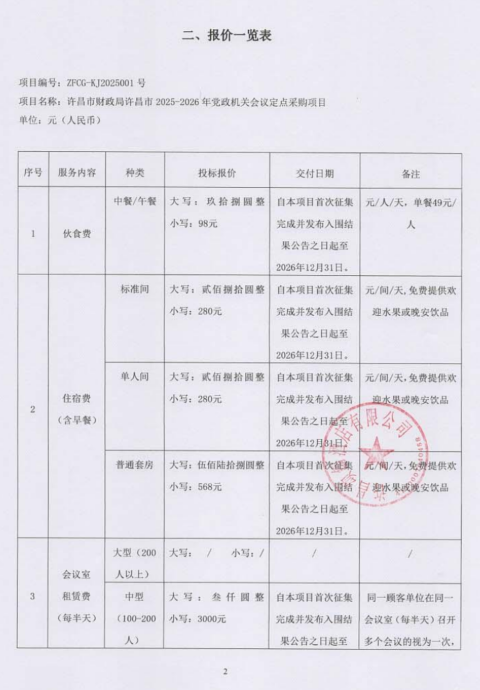 二、报价一览表
项目编号：ZFCG-KJ2025001 号
项目名称：许昌市财政局许昌市 2025-2026 年党政机关会议定点采购项目
单位：元（人民币）
序号 服务内容 种类 投标报价 交付日期 备注
1 伙食费 中餐/午餐 大写：玖拾捌圆整 自本项目首次征集 元/人/天，单餐49元/
小写：98元 完成并发布入围结 人
果公告之日起至
2026年12月31日。
2 住宿费 标准间 大写：贰佰捌拾圆整 自本项目首次征集 元/间/天,免费提供欢
（含早餐） 小写：280元 完成并发布入围结 迎水果或晚安饮品
果公告之日起至
2026年12月31日。
单人间 大写：贰佰捌拾圆整 自本项目首次征集 元/间/天，免费提供欢
小写：280元 完成并发布入围结 迎水果或晚安饮品
果公告之日起至
2026年12月31日。
普通套房 大写：伍佰陆拾捌圆整 自本项目首次征集 元/间/天，免费提供欢
小写：568元 完成并发布入围结 迎水果或晚安饮品
果公告之日起至
2026年12月31日。
3 会议室 大型（200 大写： / 小写：/ / /
租赁费 人以上）
（每半天） 中型 大写：叁仟圆整 自本项目首次征集 同一顾客单位在同一
（100-200 小写：3000元 完成并发布入围结 会议室（每半天）召开
人） 果公告之日起至 多个会议的视为一次，
店有限公司
2